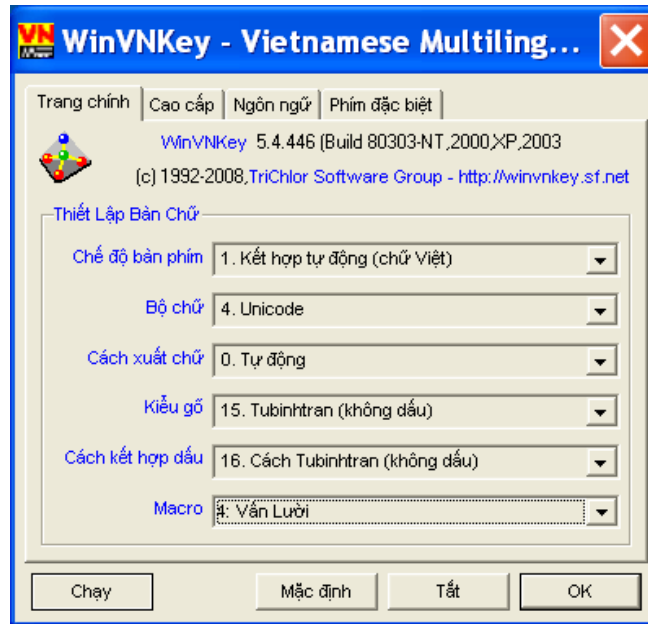 WinVNKey - Vietnamese Multiling...
Trang chính Cao cấp Ngôn ngữ Phím đặc biệt
WinVNKey 5.4.446 (Build 80303-NT,2000,XP,2003
(c) 1992-2008,TriChlor Software Group - http://winvnkey.sf.net
Thiết Lập Bàn Chữ
Chế độ bàn phím 1. Kết hợp tự động (chữ Việt)
Bộ chữ 4. Unicode
Cách xuất chữ 0. Tự động
Kiểu gõ 15. Tubinhtran (không dấu)
Cách kết hợp dấu 16. Cách Tubinhtran (không dấu)
Macro 4: Vấn Lười
Chạy Mặc định Tắt OK